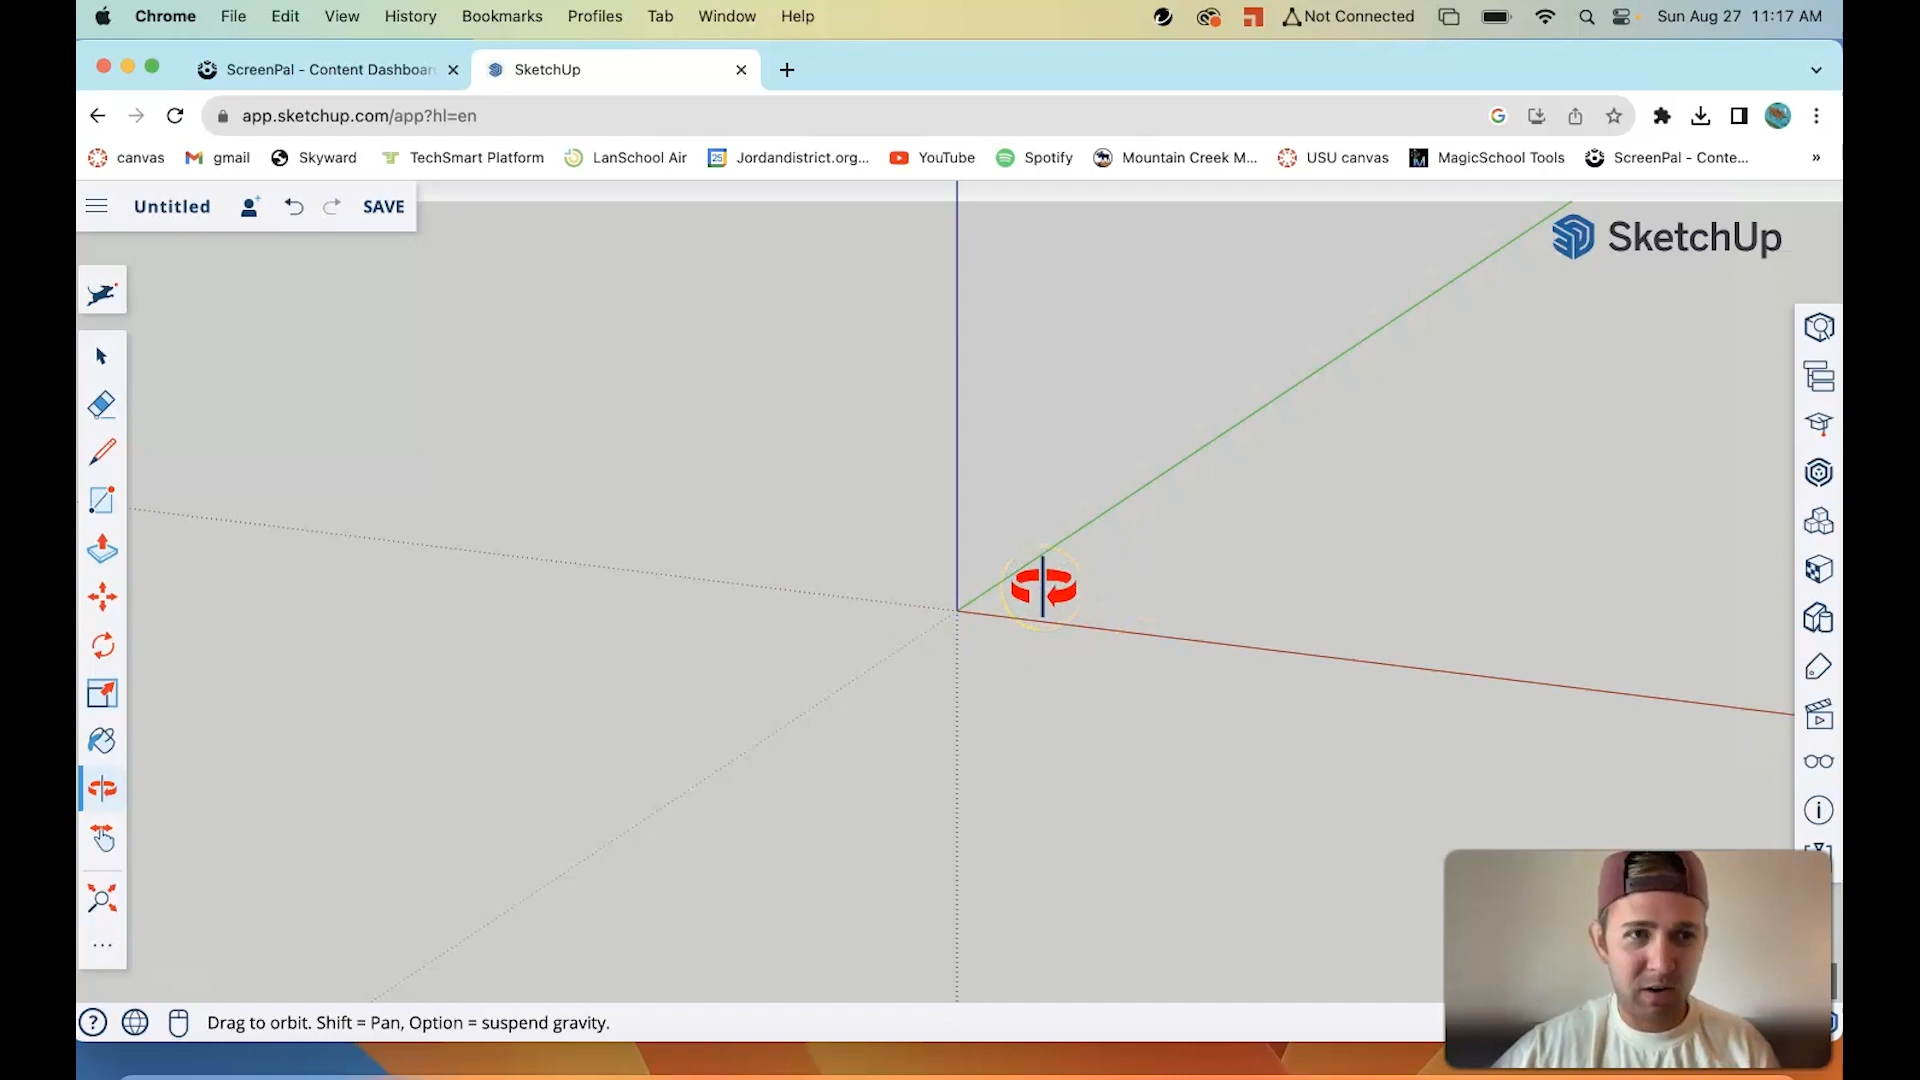 Chrome File Edit View History Bookmarks Profiles Tab Window Help Not Connected Sun Aug 27 11:17 AM
ScreenPal - Content Dashboar SketchUp
app.sketchup.com/app?hl=en
canvas gmail Skyward TechSmart Platform LanSchool Air 25 Jordandistrict.org... YouTube Spotify Mountain Creek M... USU canvas MagicSchool Tools ScreenPal - Conte... »
Untitled SAVE
SketchUp
Drag to orbit. Shift = Pan, Option = suspend gravity.